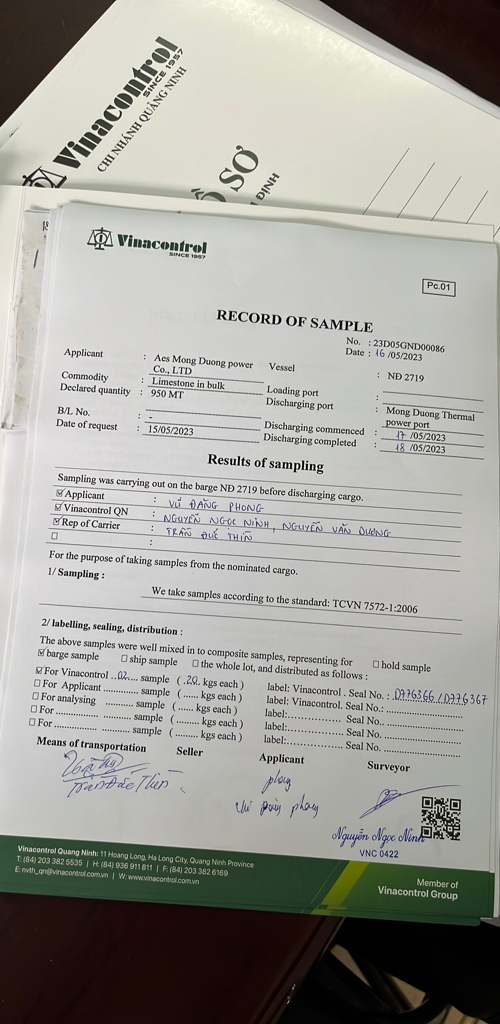 Vinacontrol
SINCE 1957
CHI NHÁNH QUẢNG NINH
Ồ SƠ
ĐỊNH
Vinacontrol
SINCE 1957
Pc.01
RECORD OF SAMPLE
No. : 23D05GND00086
Date : 16 /05/2023
Applicant : Aes Mong Duong power Co., LTD
Vessel : NĐ 2719
Commodity : Limestone in bulk
Loading port :
Declared quantity : 950 MT
Discharging port : Mong Duong Thermal power port
B/L No. :
Discharging commenced : 17 /05/2023
Date of request : 15/05/2023
Discharging completed : 18 /05/2023
Results of sampling
Sampling was carrying out on the barge NĐ 2719 before discharging cargo.
☑ Applicant : VŨ ĐĂNG PHONG
☑ Vinacontrol QN : NGUYỄN NGỌC NINH, NGUYỄN VĂN DƯƠNG
☑ Rep of Carrier : TRẦN ĐỨC THIN
☐ :
For the purpose of taking samples from the nominated cargo.
1/ Sampling :
We take samples according to the standard: TCVN 7572-1:2006
2/ labelling, sealing, distribution :
The above samples were well mixed in to composite samples, representing for
☑ barge sample ☐ ship sample ☐ the whole lot, and distributed as follows : ☐ hold sample
☑ For Vinacontrol ..02.... sample (.20. kgs each ) label: Vinacontrol . Seal No. : D776366 / D776367
☐ For Applicant ............ sample ( ...... kgs each ) label: Vinacontrol. Seal No.: ........................
☐ For analysing .......... sample ( ...... kgs each ) label:................ Seal No.. ........................
☐ For .................... sample ( ........ kgs each ) label:................ Seal No. ........................
☐ For .................... sample ( ........ kgs each ) label:................ Seal No. ........................
Means of transportation Seller Applicant Surveyor
Trần Đức Thin
phong
Vũ Đăng phong
Nguyễn Ngọc Ninh
VNC 0422
Vinacontrol Quang Ninh: 11 Hoang Long, Ha Long City, Quang Ninh Province
T: (84) 203 382 5535 | H: (84) 936 911 811 | F: (84) 203 382 6169
E: nvth_qn@vinacontrol.com.vn | W: www.vinacontrol.com.vn
Member of
Vinacontrol Group